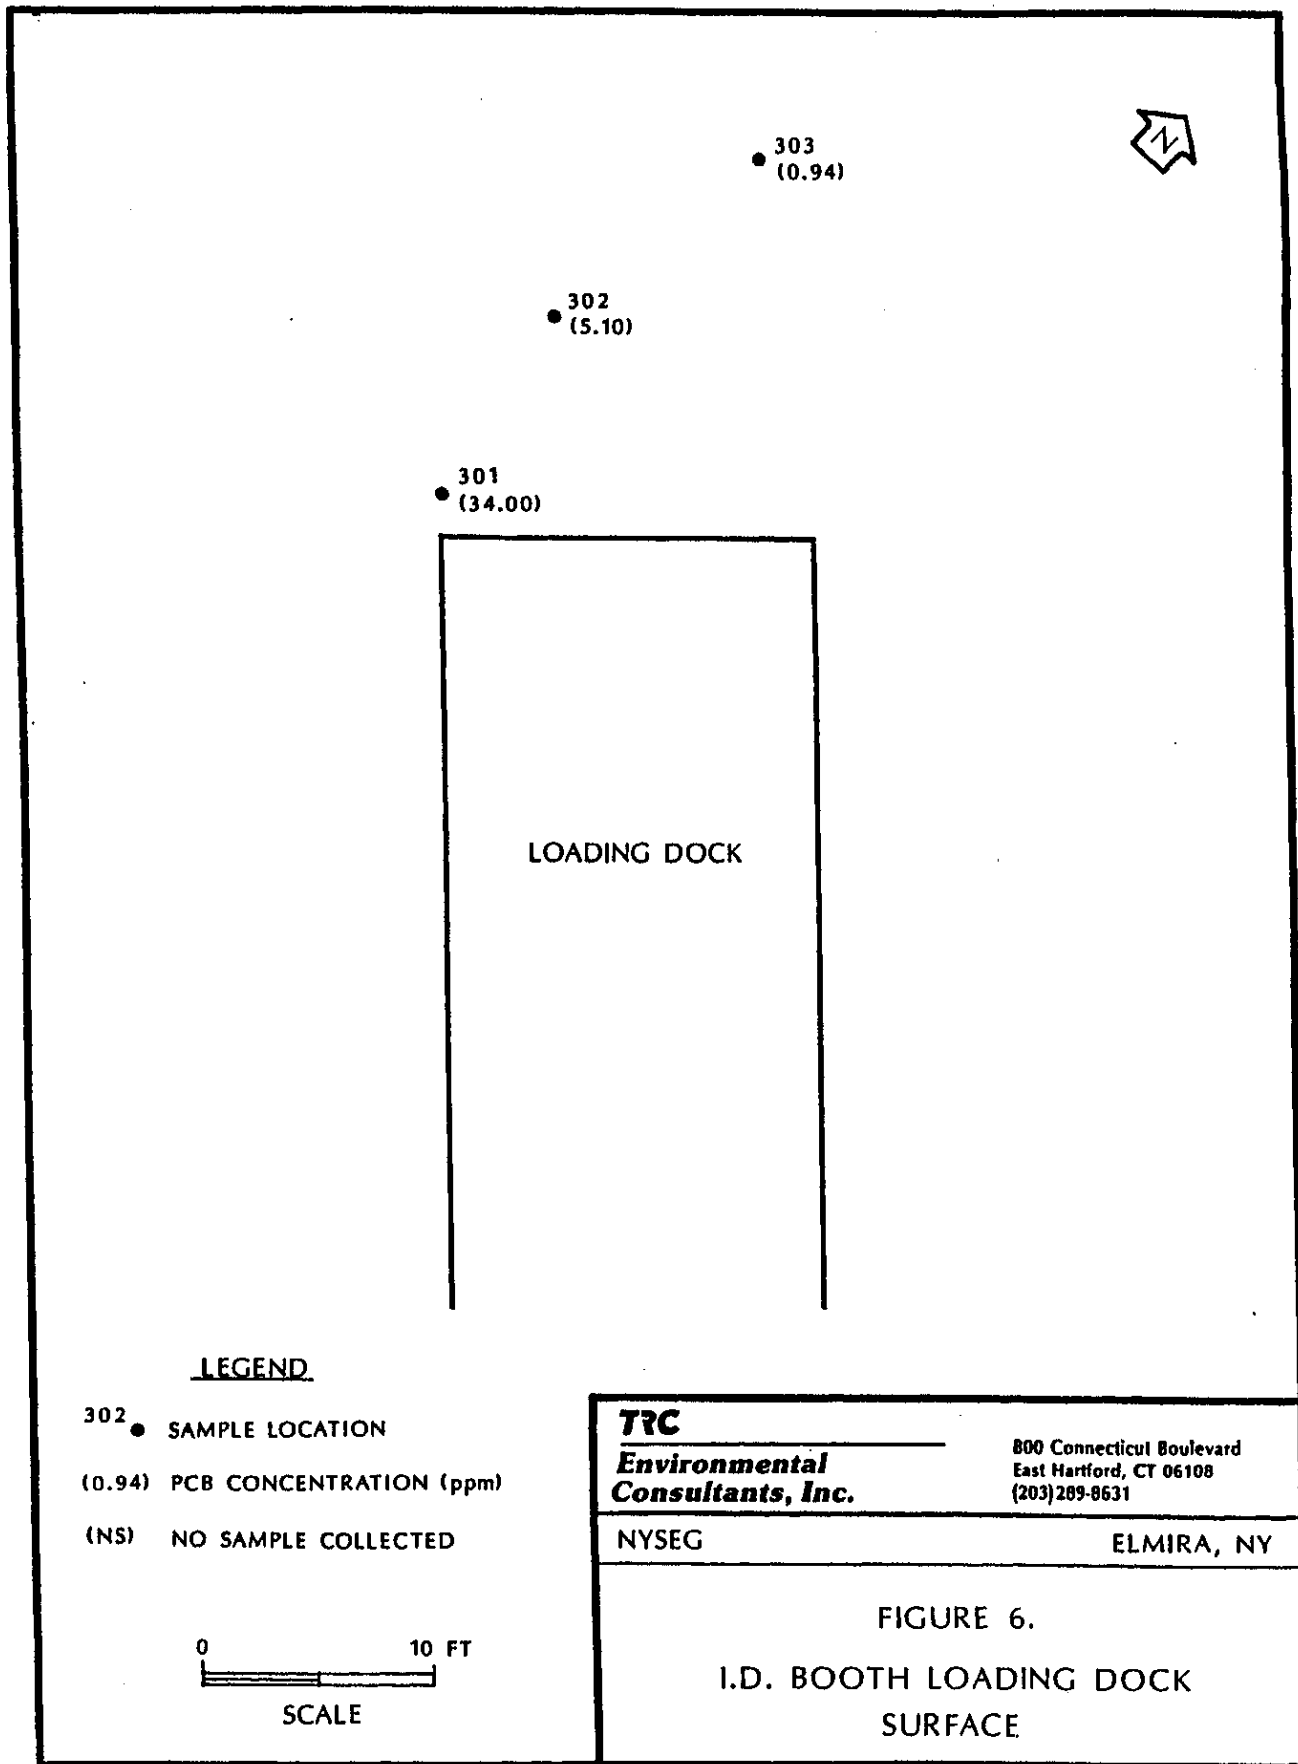 N
303
(0.94)
302
(5.10)
301
(34.00)
LOADING DOCK
LEGEND
302 SAMPLE LOCATION
(0.94) PCB CONCENTRATION (ppm)
(NS) NO SAMPLE COLLECTED
0 10 FT
SCALE
TRC
Environmental
Consultants, Inc.
800 Connecticut Boulevard
East Hartford, CT 06108
(203)289-8631
NYSEG ELMIRA, NY
FIGURE 6.
I.D. BOOTH LOADING DOCK
SURFACE